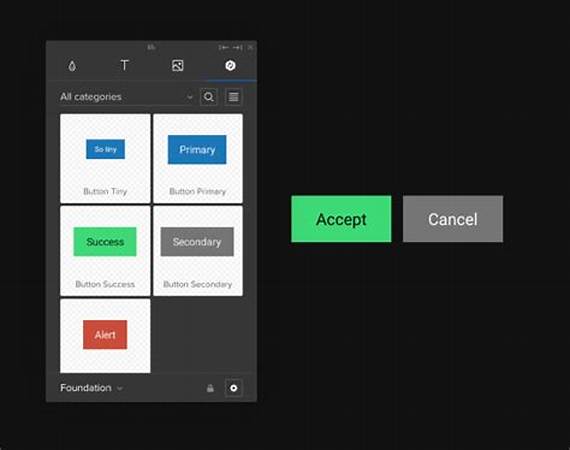 T
All categories
So tiny
Primary
Button Tiny
Button Primary
Success
Secondary
Button Success
Button Secondary
Accept
Cancel
Alert
Foundation